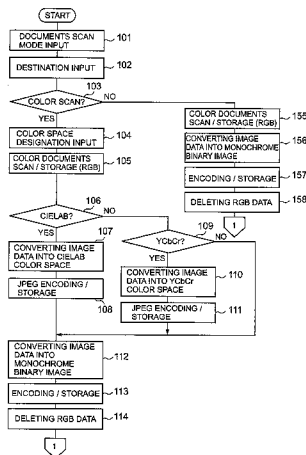 START
DOCUMENTS SCAN
MODE INPUT
101
DESTINATION INPUT
102
103
COLOR SCAN?
NO
YES
COLOR SPACE
DESIGNATION INPUT
104
COLOR DOCUMENTS
SCAN / STORAGE (RGB)
105
COLOR DOCUMENTS
SCAN / STORAGE (RGB)
155
CONVERTING IMAGE
DATA INTO MONOCHROME
BINARY IMAGE
156
ENCODING / STORAGE
157
DELETING RGB DATA
158
1
106
CIELAB?
NO
YES
107
CONVERTING IMAGE
DATA INTO CIELAB
COLOR SPACE
JPEG ENCODING /
STORAGE
108
109
YCbCr?
NO
YES
CONVERTING IMAGE
DATA INTO YCbCr
COLOR SPACE
110
JPEG ENCODING /
STORAGE
111
CONVERTING IMAGE
DATA INTO
MONOCHROME
BINARY IMAGE
112
ENCODING / STORAGE
113
DELETING RGB DATA
114
1